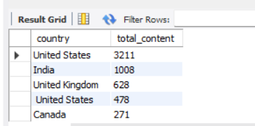 Result Grid Filter Rows:
country total_content
United States 3211
India 1008
United Kingdom 628
United States 478
Canada 271